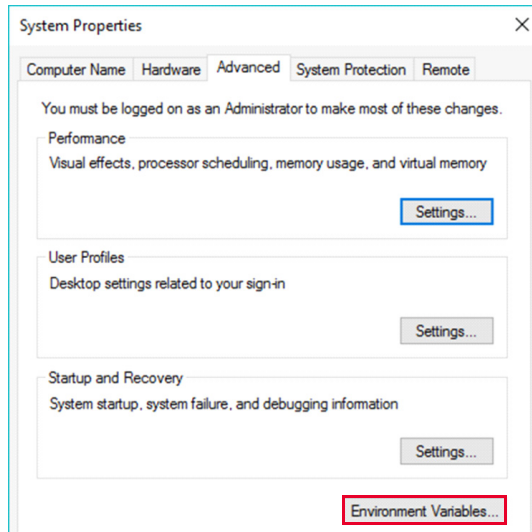 System Properties
Computer Name Hardware Advanced System Protection Remote
You must be logged on as an Administrator to make most of these changes.
Performance
Visual effects, processor scheduling, memory usage, and virtual memory
Settings...
User Profiles
Desktop settings related to your sign-in
Settings...
Startup and Recovery
System startup, system failure, and debugging information
Settings...
Environment Variables...